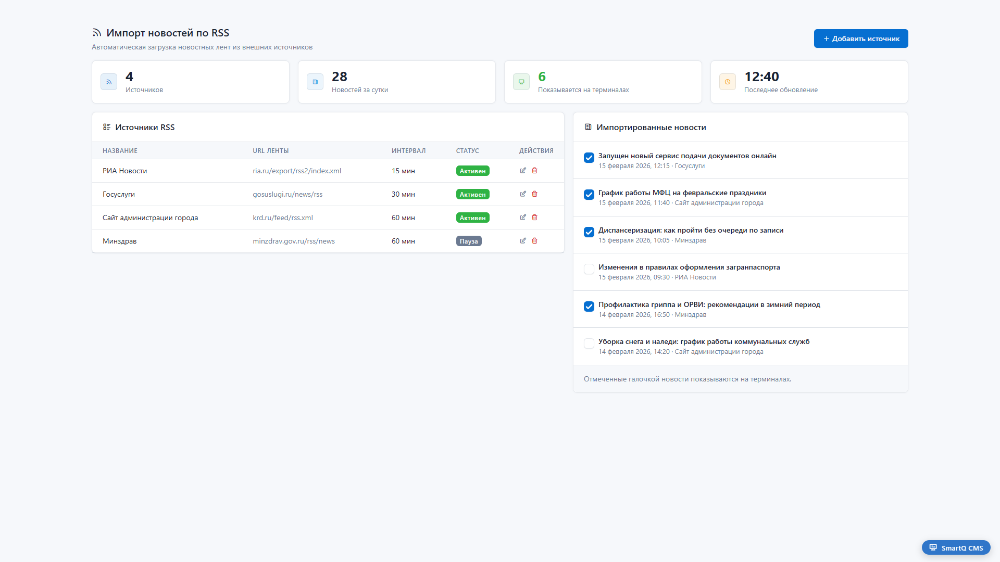 Импорт новостей по RSS
Автоматическая загрузка новостных лент из внешних источников
+ Добавить источник
4
Источников
28
Новостей за сутки
6
Показывается на терминалах
12:40
Последнее обновление
Источники RSS
НАЗВАНИЕ URL ЛЕНТЫ ИНТЕРВАЛ СТАТУС ДЕЙСТВИЯ
РИА Новости ria.ru/export/rss2/index.xml 15 мин Активен
Госуслуги gosuslugi.ru/news/rss 30 мин Активен
Сайт администрации города krd.ru/feed/rss.xml 60 мин Активен
Минздрав minzdrav.gov.ru/rss/news 60 мин Пауза
Импортированные новости
Запущен новый сервис подачи документов онлайн
15 февраля 2026, 12:15 · Госуслуги
График работы МФЦ на февральские праздники
15 февраля 2026, 11:40 · Сайт администрации города
Диспансеризация: как пройти без очереди по записи
15 февраля 2026, 10:05 · Минздрав
Изменения в правилах оформления загранпаспорта
15 февраля 2026, 09:30 · РИА Новости
Профилактика гриппа и ОРВИ: рекомендации в зимний период
14 февраля 2026, 16:50 · Минздрав
Уборка снега и наледи: график работы коммунальных служб
14 февраля 2026, 14:20 · Сайт администрации города
Отмеченные галочкой новости показываются на терминалах.
SmartQ CMS